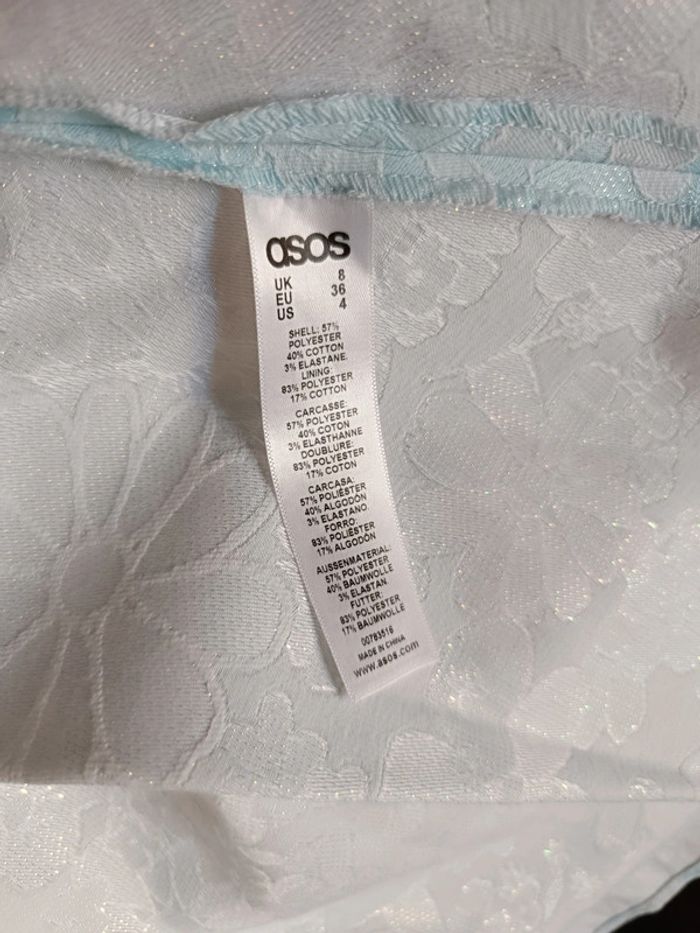 asos
UK 8
EU 36
US 4
SHELL: 57%
POLYESTER
40% COTTON
3% ELASTANE.
LINING:
83% POLYESTER
17% COTTON
CARCASSE:
57% POLYESTER
40% COTON
3% ELASTHANNE
DOUBLURE:
83% POLYESTER
17% COTON
CARCASA:
57% POLIÉSTER
40% ALGODÓN
3% ELASTANO.
FORRO:
83% POLIÉSTER
17% ALGODÓN
AUSSENMATERIAL:
57% POLYESTER
40% BAUMWOLLE
3% ELASTAN.
FUTTER:
83% POLYESTER
17% BAUMWOLLE
00783516
MADE IN CHINA
www.asos.com